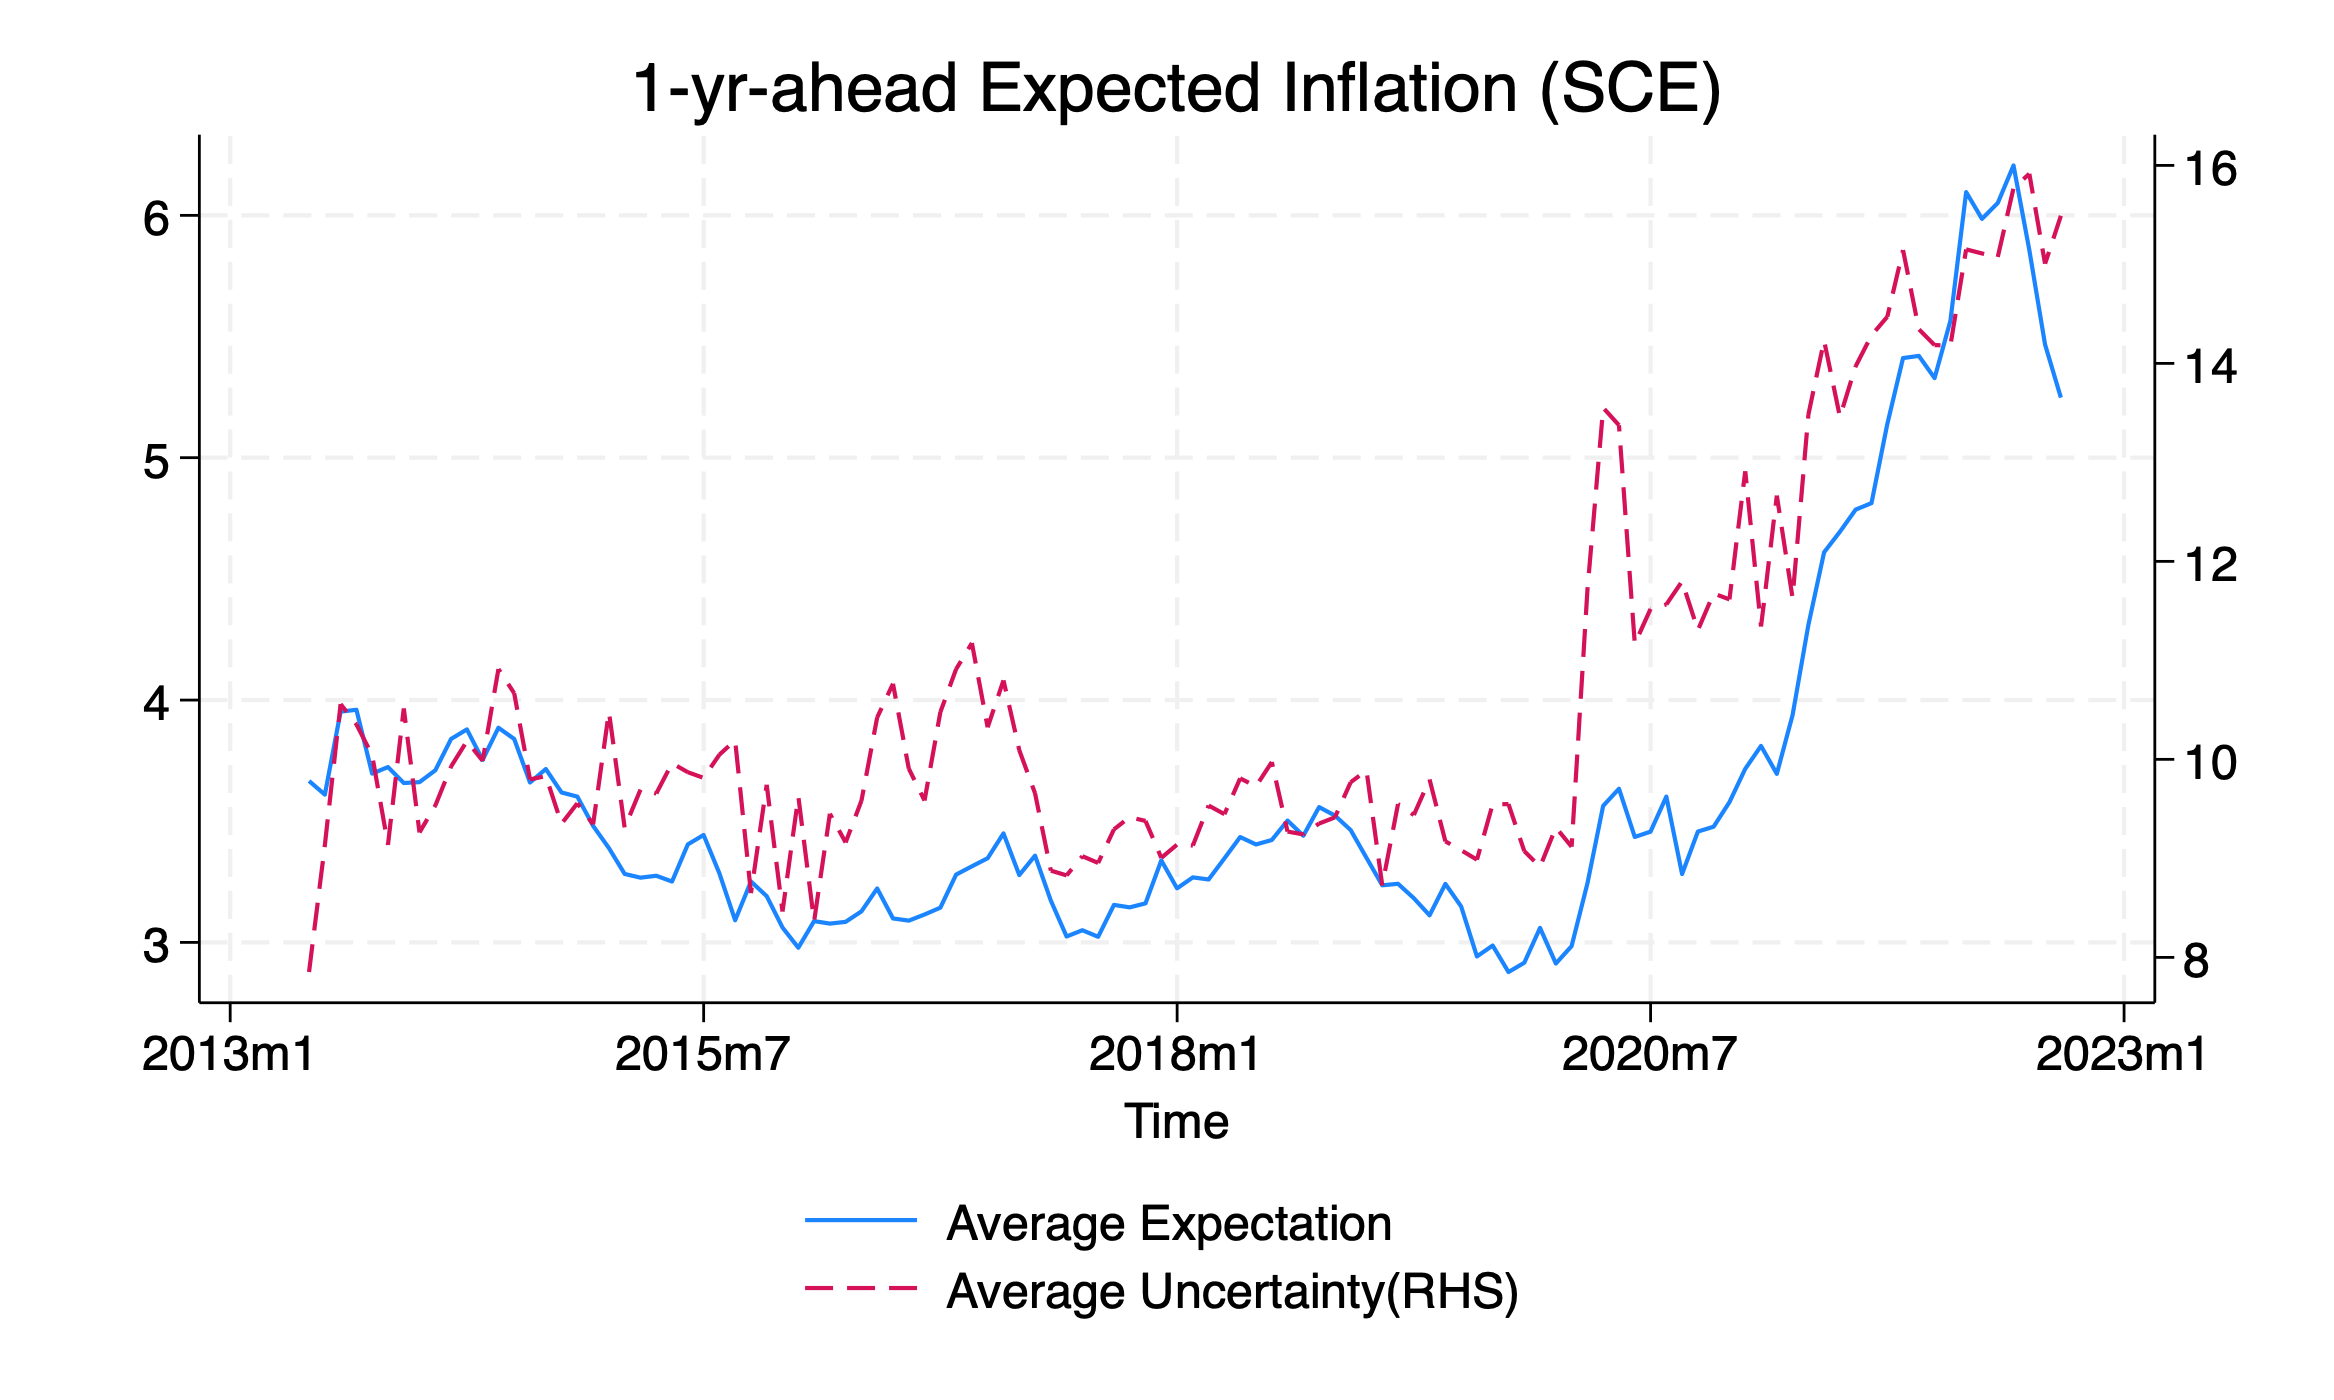 1-yr-ahead Expected Inflation (SCE)
6
5
4
3
16
14
12
10
8
2013m1 2015m7 2018m1 2020m7 2023m1
Time
Average Expectation
Average Uncertainty(RHS)